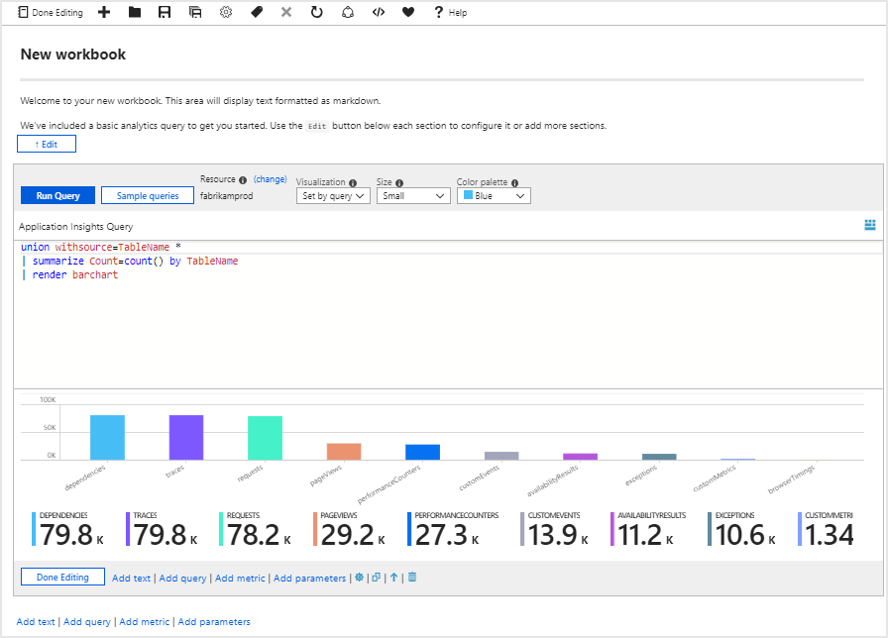 Done Editing ? Help
New workbook
Welcome to your new workbook. This area will display text formatted as markdown.
We've included a basic analytics query to get you started. Use the Edit button below each section to configure it or add more sections.
↑ Edit
Resource (change) Visualization Size Color palette
Run Query Sample queries fabrikamprod Set by query Small Blue
Application Insights Query
union withsource=TableName *
| summarize Count=count() by TableName
| render barchart
100K
50K
0K
dependencies traces requests pageViews performanceCounters customEvents availabilityResults exceptions customMetrics browserTimings
DEPENDENCIES TRACES REQUESTS PAGEVIEWS PERFORMANCECOUNTERS CUSTOMEVENTS AVAILABILITYRESULTS EXCEPTIONS CUSTOMMETRI
79.8 K 79.8 K 78.2 K 29.2 K 27.3 K 13.9 K 11.2 K 10.6 K 1.34
Done Editing Add text | Add query | Add metric | Add parameters | | | ↑ |
Add text | Add query | Add metric | Add parameters